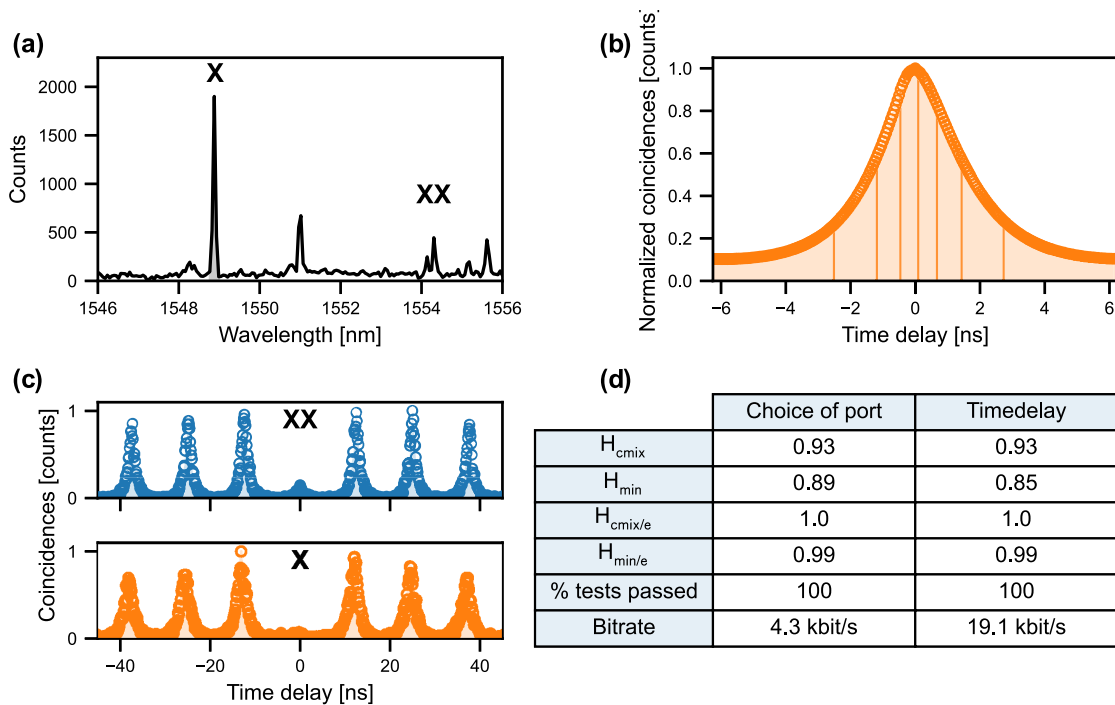 (a)
X
XX
Counts
2000
1500
1000
500
0
1546
1548
1550
1552
1554
1556
Wavelength [nm]
(b)
Normalized coincidences [counts]
1.0
0.8
0.6
0.4
0.2
0.0
−6
−4
−2
0
2
4
6
Time delay [ns]
(c)
XX
X
Coincidences [counts]
1
0
1
0
−40
−20
0
20
40
Time delay [ns]
(d)
Choice of port Timedelay
Hcmix 0.93 0.93
Hmin 0.89 0.85
Hcmix/e 1.0 1.0
Hmin/e 0.99 0.99
% tests passed 100 100
Bitrate 4.3 kbit/s 19.1 kbit/s